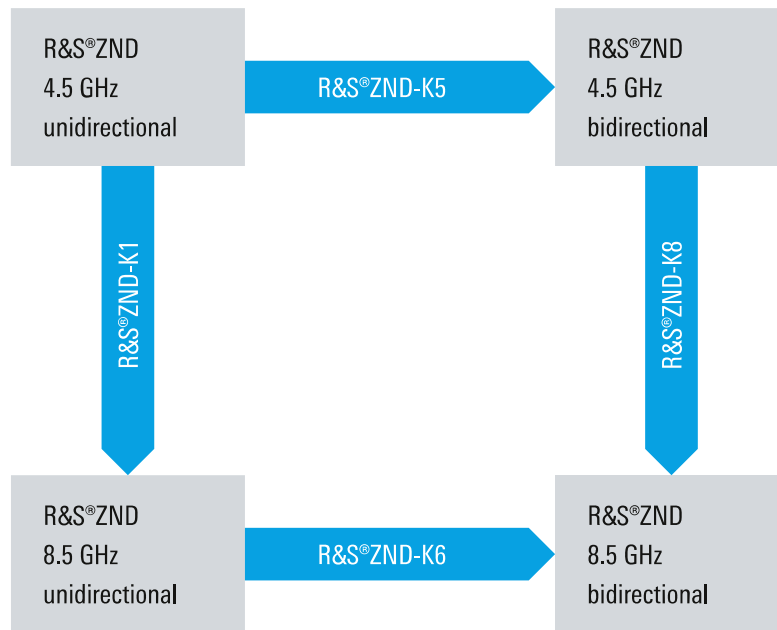 R&S®ZND
4.5 GHz
unidirectional
R&S®ZND-K5
R&S®ZND
4.5 GHz
bidirectional
R&S®ZND-K1
R&S®ZND-K8
R&S®ZND
8.5 GHz
unidirectional
R&S®ZND-K6
R&S®ZND
8.5 GHz
bidirectional